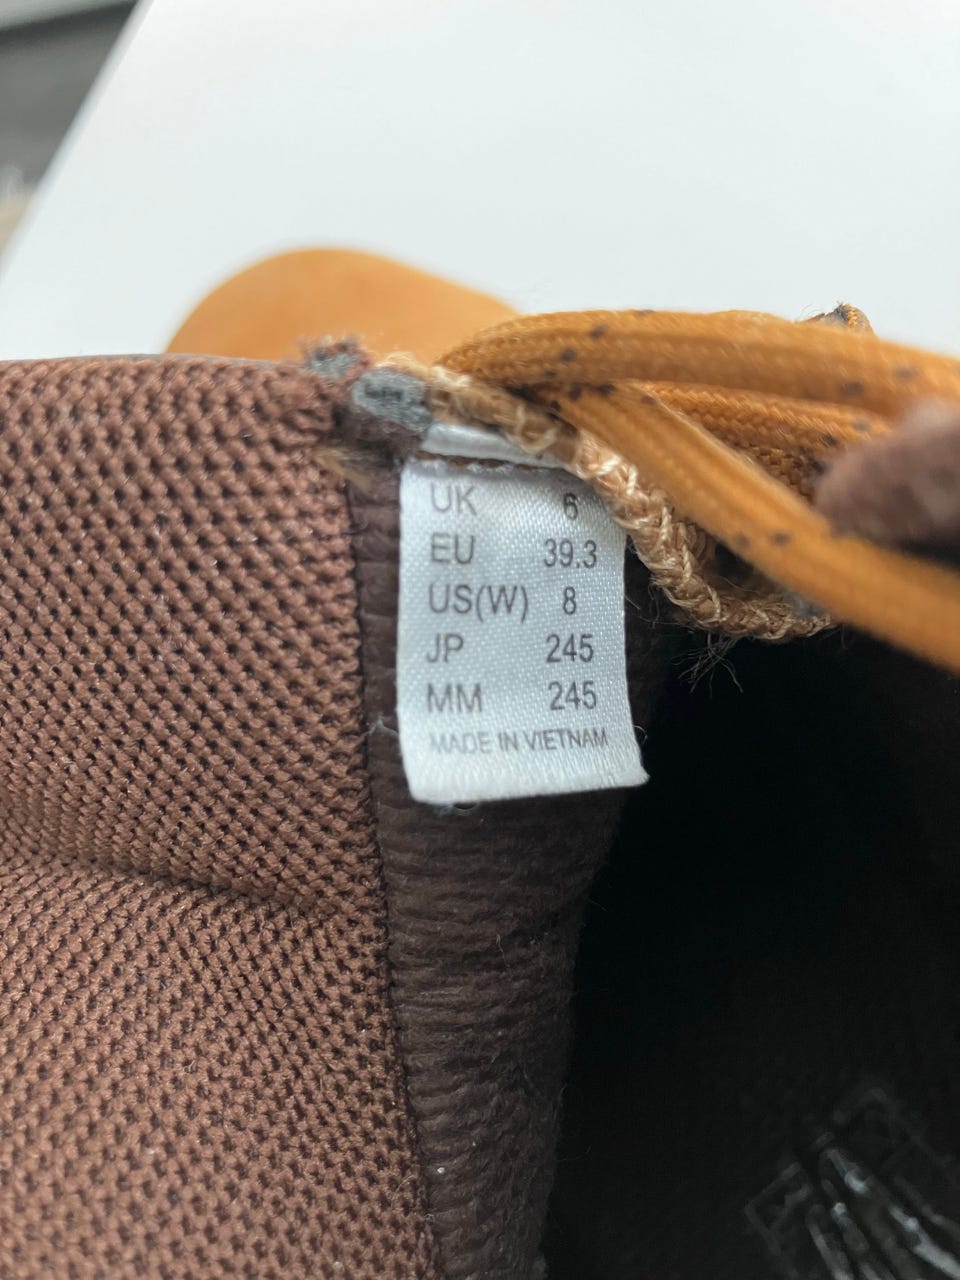 UK 6
EU 39.3
US(W) 8
JP 245
MM 245
MADE IN VIETNAM